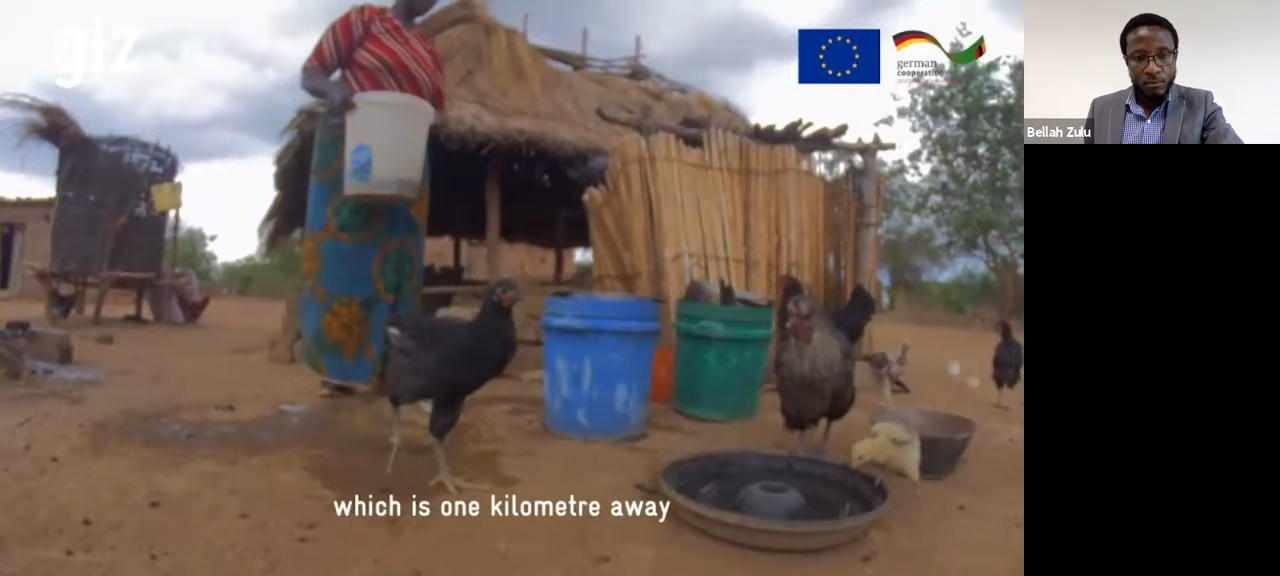 giz
german
cooperation
Bellah Zulu
which is one kilometre away